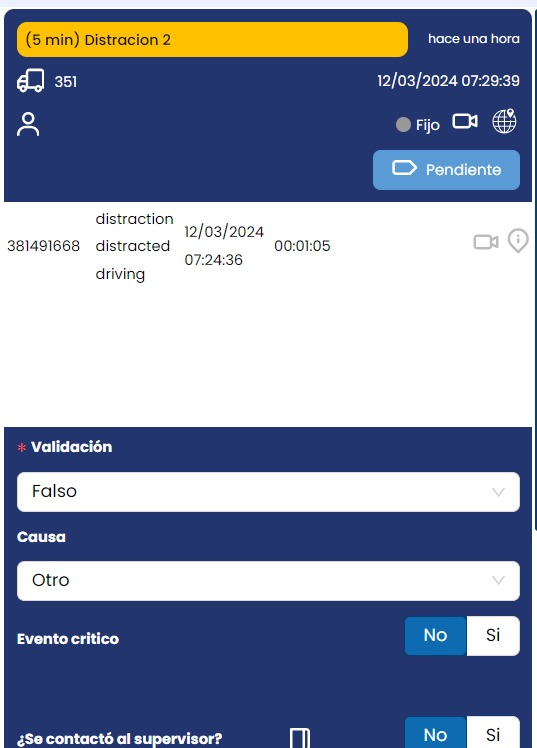 (5 min) Distracion 2
hace una hora
351
12/03/2024 07:29:39
Fijo
Pendiente
381491668
distraction
distracted
driving
12/03/2024
07:24:36
00:01:05
* Validación
Falso
Causa
Otro
Evento critico
No
Si
¿Se contactó al supervisor?
No
Si